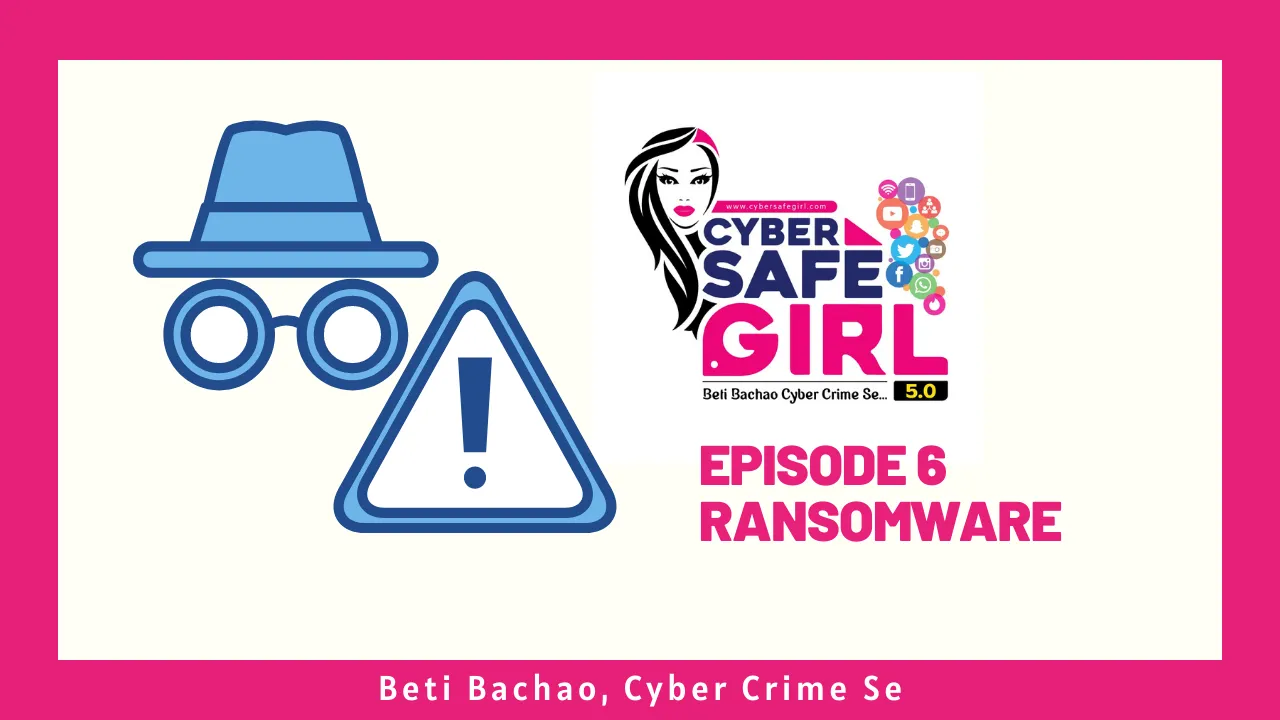 www.cybersafegirl.com
CYBER
SAFE
GIRL
Beti Bachao Cyber Crime Se... 5.0
EPISODE 6
RANSOMWARE
Beti Bachao, Cyber Crime Se